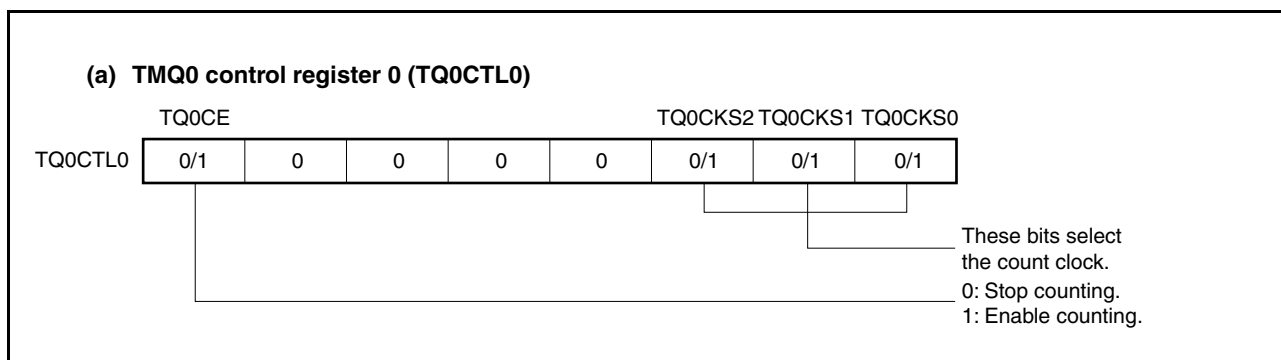 (a) TMQ0 control register 0 (TQ0CTL0)
TQ0CE TQ0CKS2 TQ0CKS1 TQ0CKS0
TQ0CTL0 0/1 0 0 0 0 0/1 0/1 0/1
These bits select
the count clock.
0: Stop counting.
1: Enable counting.